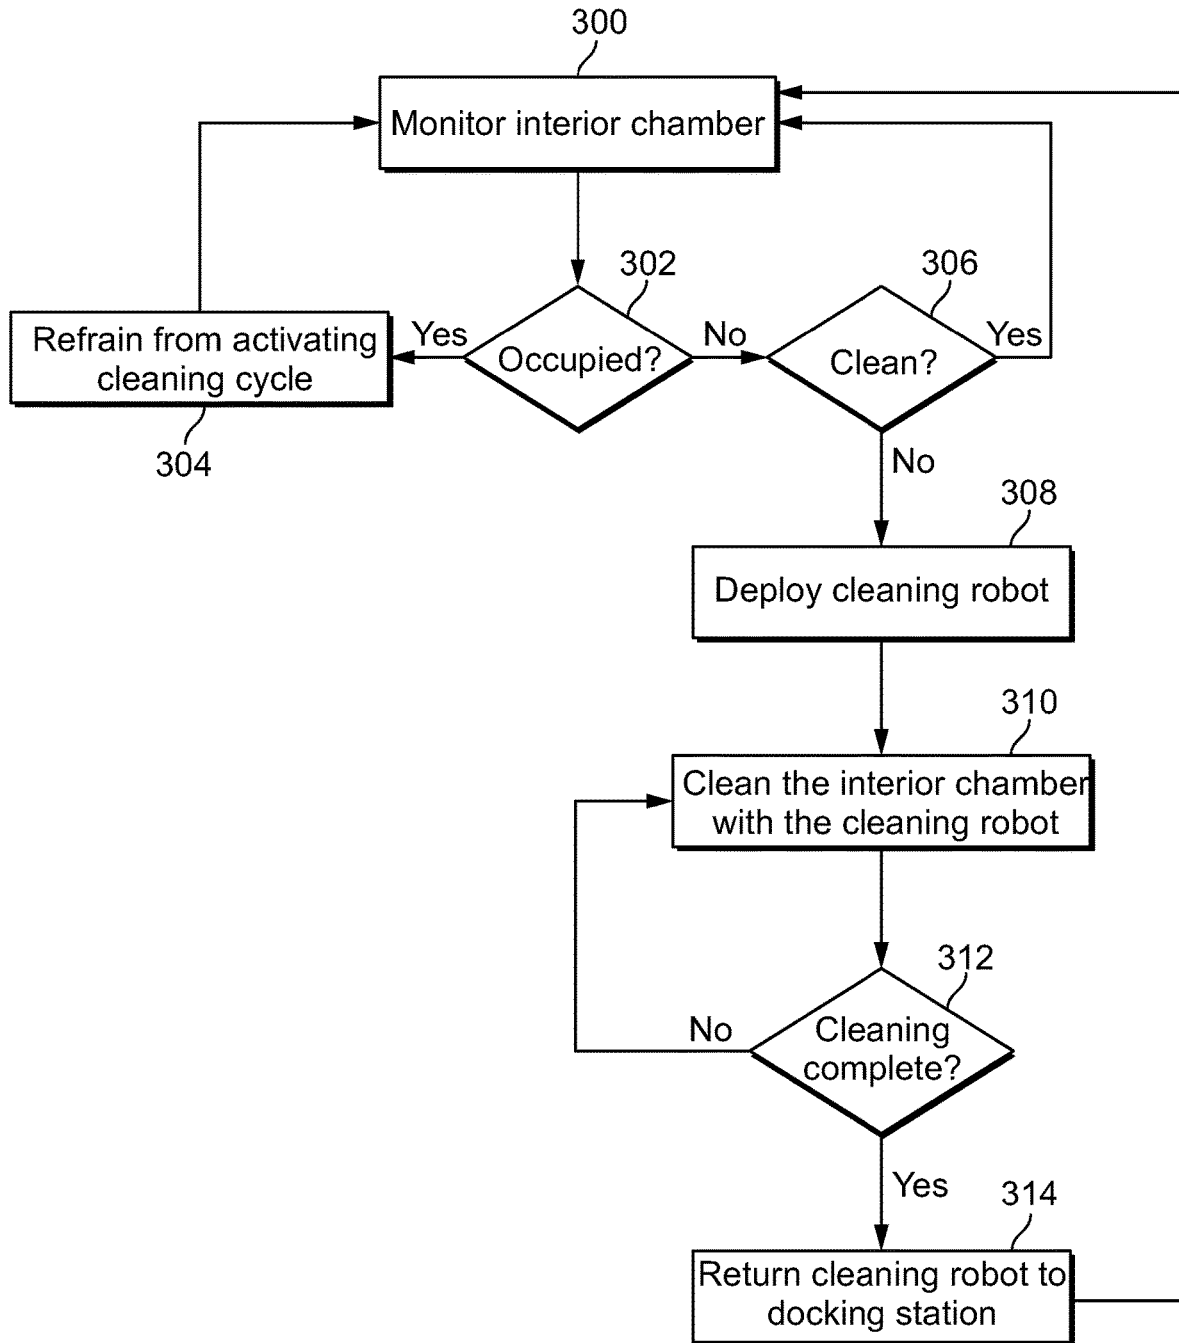 300
Monitor interior chamber
302
306
Refrain from activating
cleaning cycle
Yes
Occupied?
No
Clean?
Yes
304
No
308
Deploy cleaning robot
310
Clean the interior chamber
with the cleaning robot
312
No
Cleaning
complete?
Yes
314
Return cleaning robot to
docking station